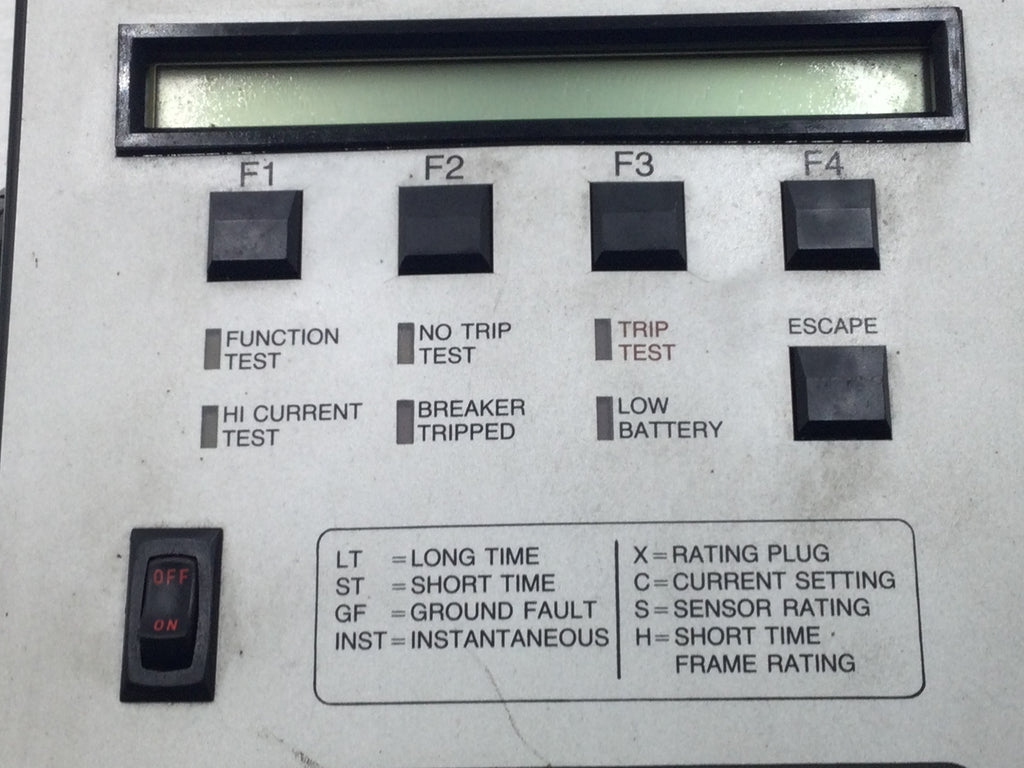 F1 F2 F3 F4
FUNCTION
TEST
NO TRIP
TEST
TRIP
TEST
ESCAPE
HI CURRENT
TEST
BREAKER
TRIPPED
LOW
BATTERY
OFF
ON
LT = LONG TIME
ST = SHORT TIME
GF = GROUND FAULT
INST = INSTANTANEOUS
X = RATING PLUG
C = CURRENT SETTING
S = SENSOR RATING
H = SHORT TIME
FRAME RATING